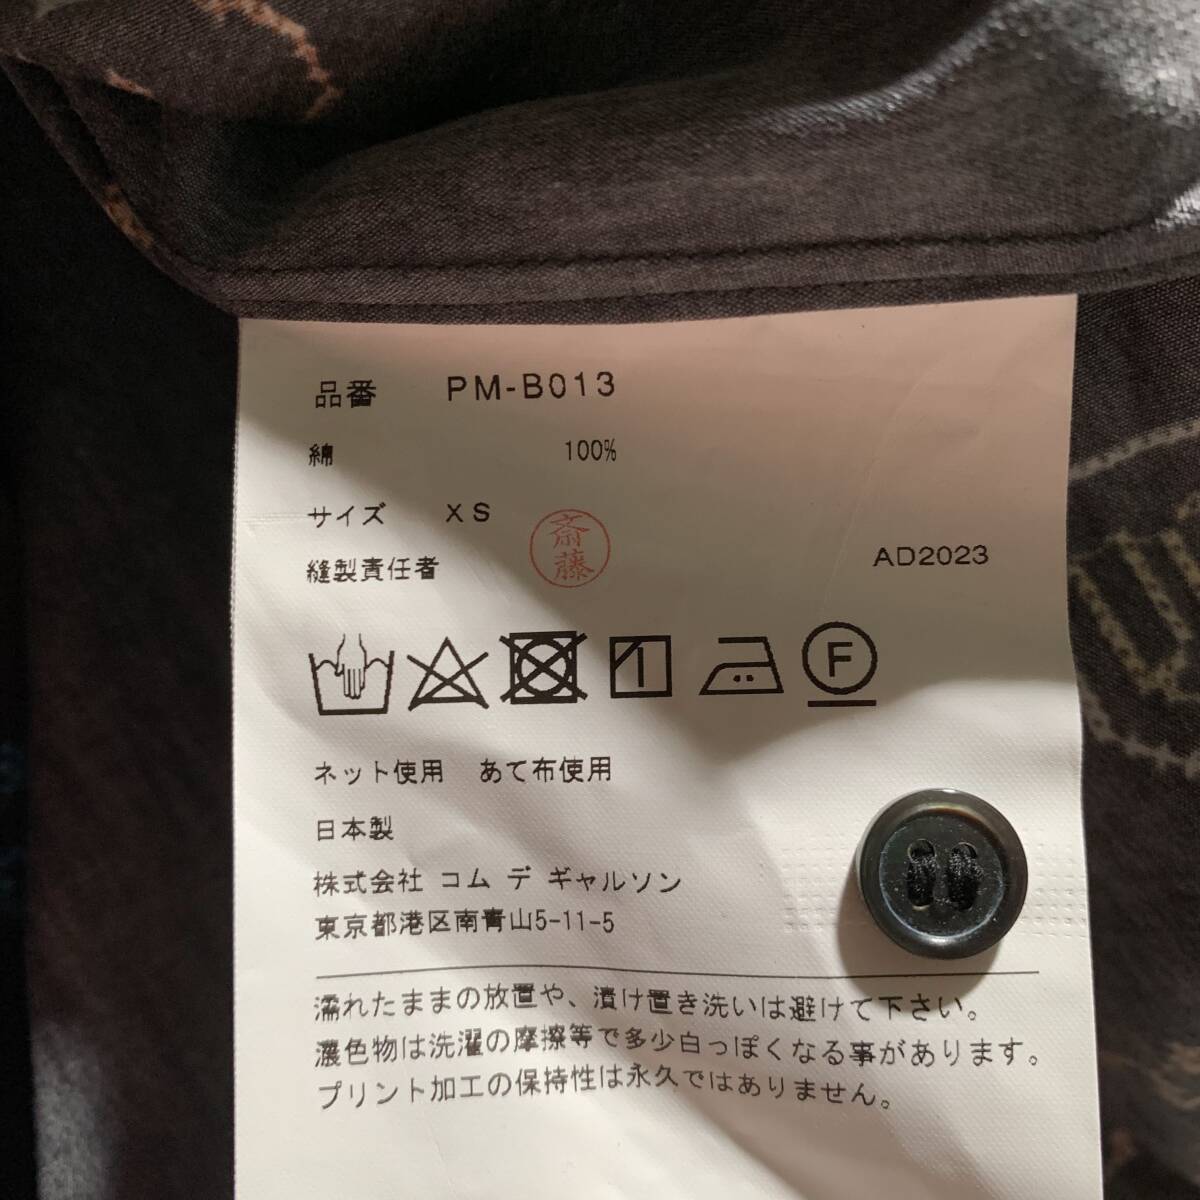 品番 PM-B013
綿 100%
サイズ XS
縫製責任者 斎藤 AD2023
1 F
ネット使用 あて布使用
日本製
株式会社 コム デ ギャルソン
東京都港区南青山5-11-5
濡れたままの放置や、漬け置き洗いは避けて下さい。
濃色物は洗濯の摩擦等で多少白っぽくなる事があります。
プリント加工の保持性は永久ではありません。